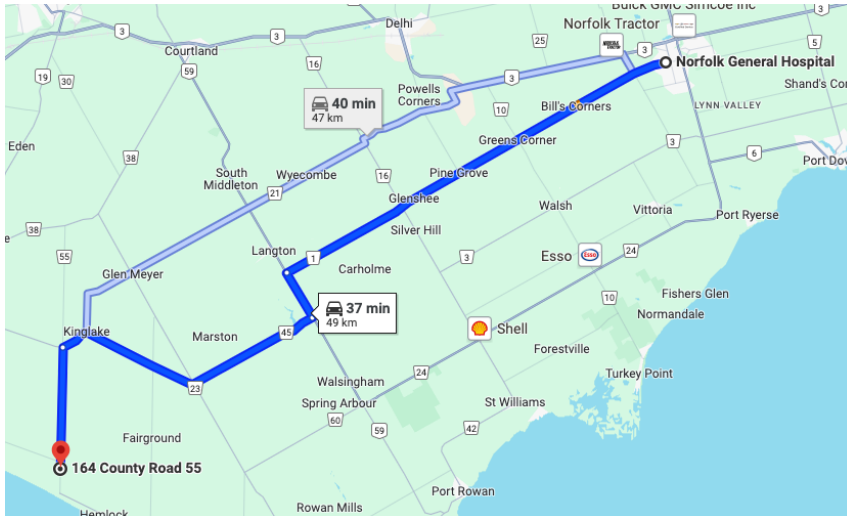 Buick GMC Simcoe Inc
Norfolk Tractor
Delhi
3
3
25
3
5
Courtland
59
Norfolk General Hospital
19
30
3
Powells
Corners
Shand's Cor
40 min
47 km
10
Bill's Corners
LYNN VALLEY
Eden
38
Greens Corner
3
6
Port Dov
South
Middleton
Wyecombe
16
Pine Grove
21
Glenshee
Walsh
Vittoria
Port Ryerse
38
Silver Hill
55
Langton
1
3
Esso
Esso
24
Glen Meyer
Carholme
37 min
49 km
10
Fishers Glen
Normandale
Kinglake
Marston
45
Shell
Forestville
24
Turkey Point
23
Walsingham
Spring Arbour
St Williams
60
59
42
Fairground
164 County Road 55
Port Rowan
Rowan Mills
Hemlock